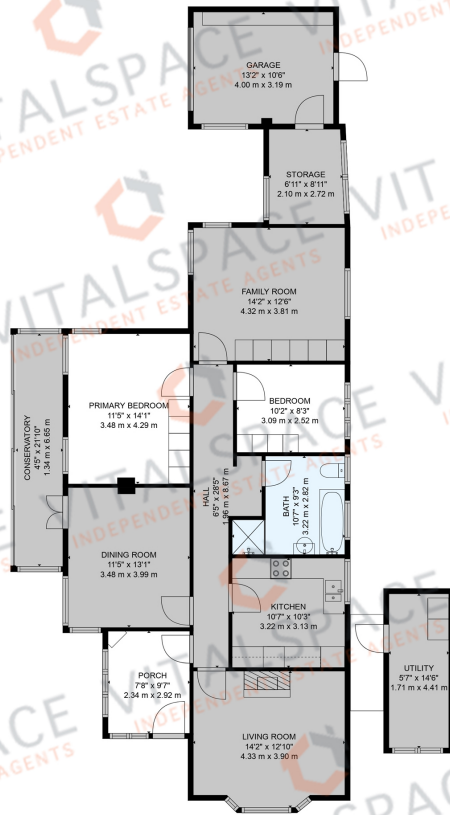 GARAGE
13'2" x 10'6"
4.00 m x 3.19 m
STORAGE
6'11" x 8'11"
2.10 m x 2.72 m
FAMILY ROOM
14'2" x 12'6"
4.32 m x 3.81 m
CONSERVATORY
4'5" x 21'10"
1.34 m x 6.65 m
PRIMARY BEDROOM
11'5" x 14'1"
3.48 m x 4.29 m
BEDROOM
10'2" x 8'3"
3.09 m x 2.52 m
HALL
6'5" x 28'5"
1.96 m x 8.67 m
BATH
10'7" x 9'3"
3.22 m x 2.82 m
DINING ROOM
11'5" x 13'1"
3.48 m x 3.99 m
KITCHEN
10'7" x 10'3"
3.22 m x 3.13 m
PORCH
7'8" x 9'7"
2.34 m x 2.92 m
UTILITY
5'7" x 14'6"
1.71 m x 4.41 m
LIVING ROOM
14'2" x 12'10"
4.33 m x 3.90 m
VITALSPACE
INDEPENDENT ESTATE AGENTS